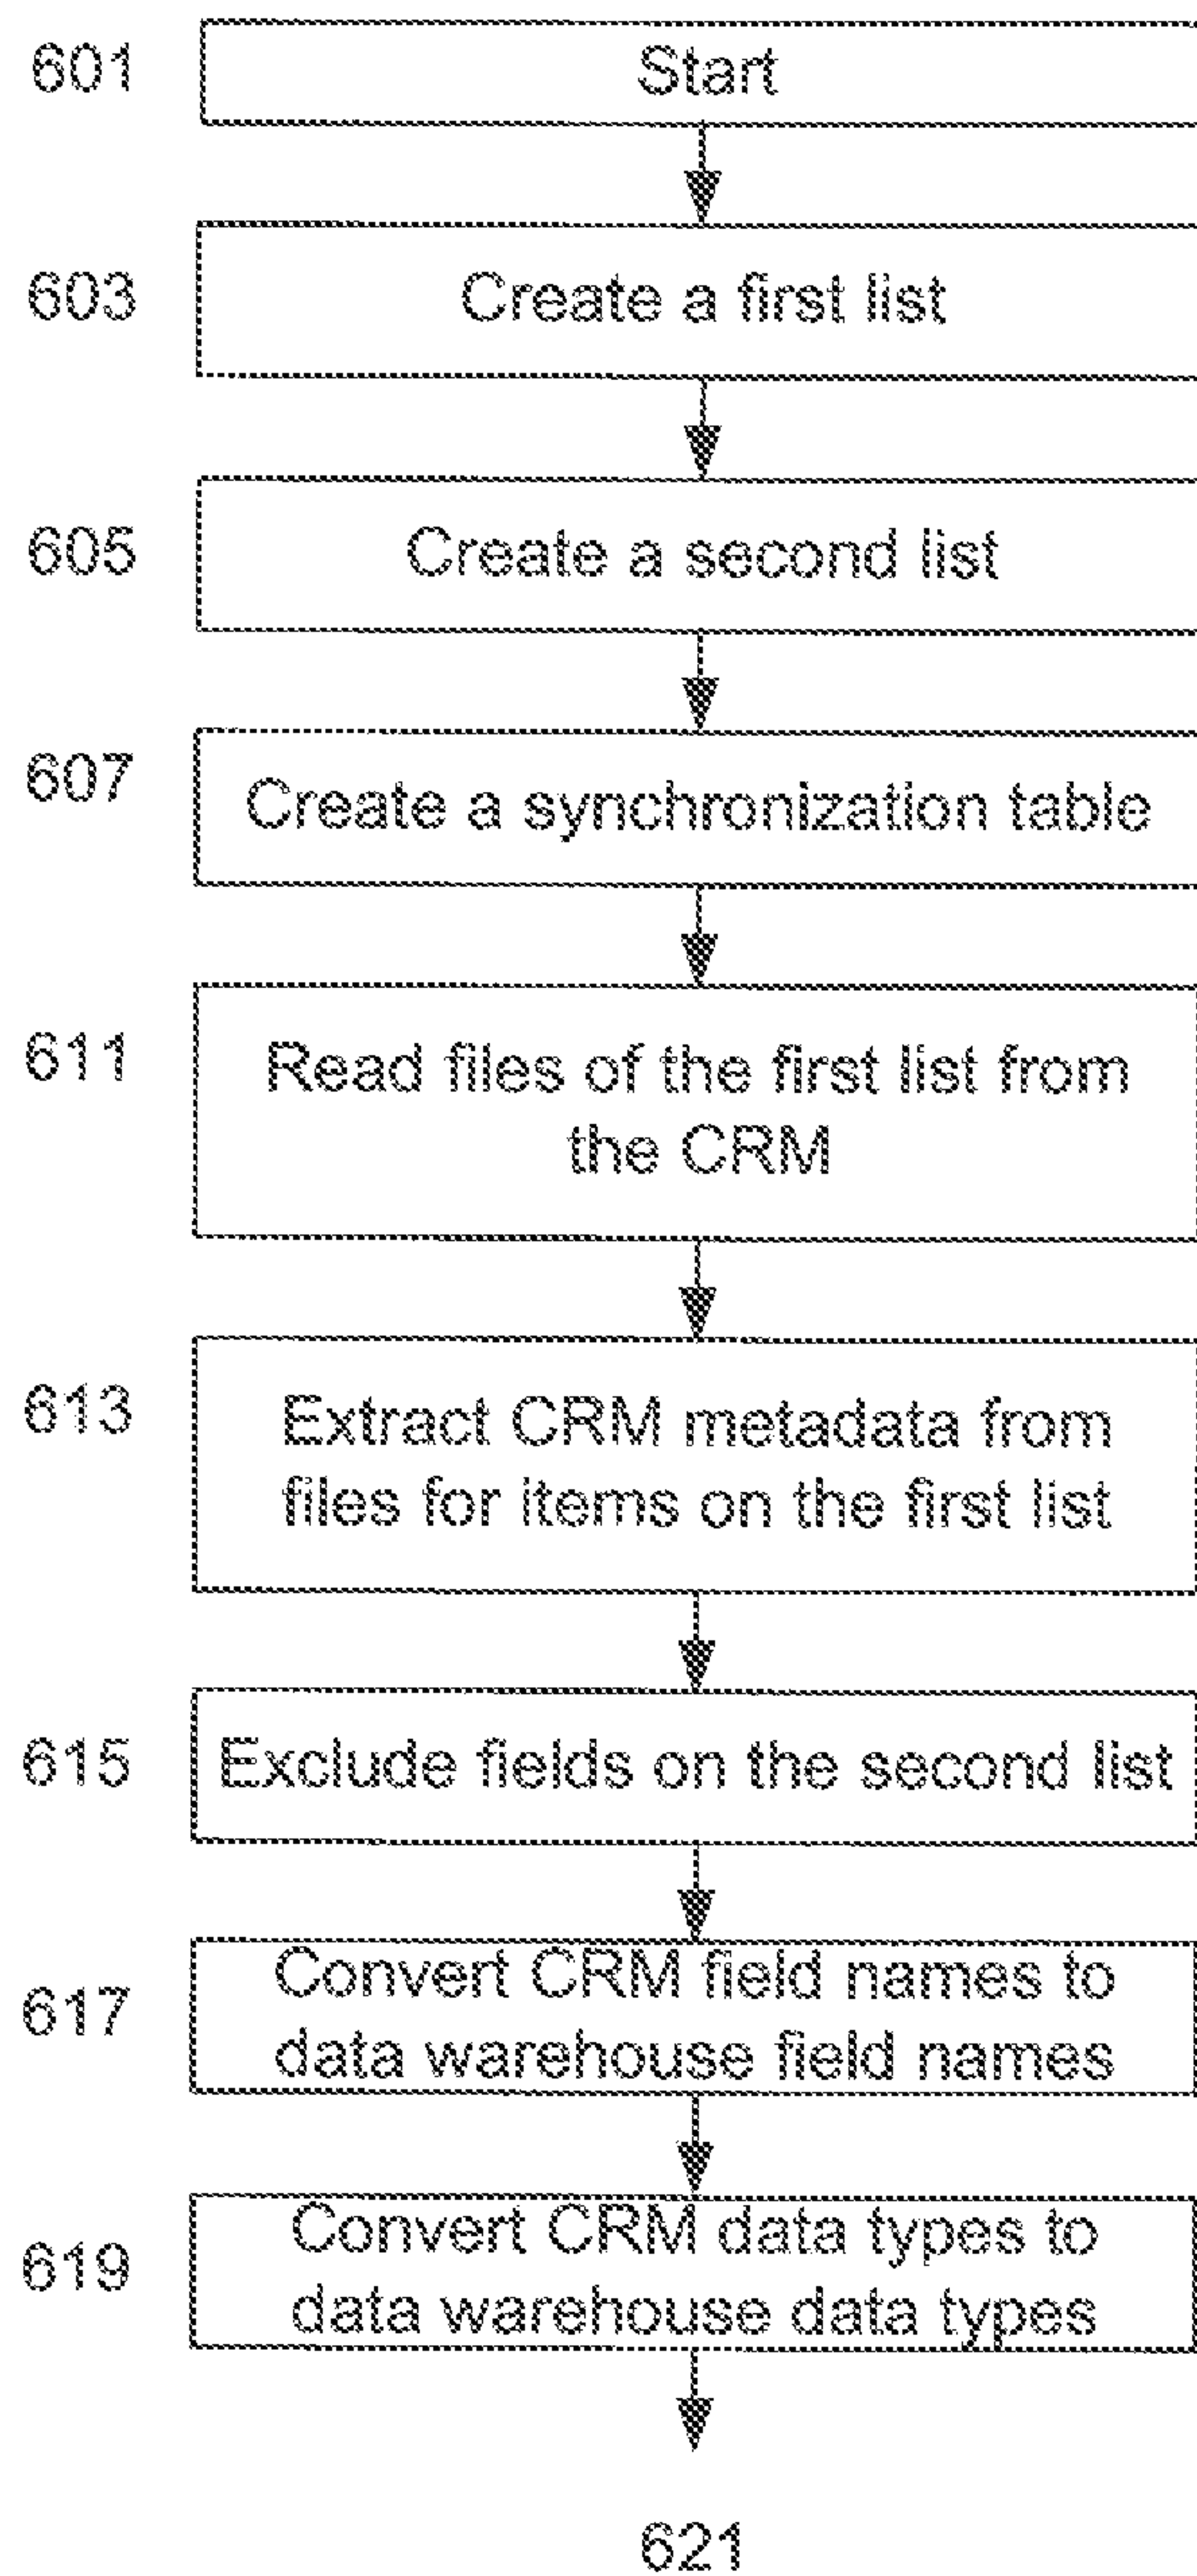 601
Start
603
Create a first list
605
Create a second list
607
Create a synchronization table
611
Read files of the first list from
the CRM
613
Extract CRM metadata from
files for items on the first list
615
Exclude fields on the second list
617
Convert CRM field names to
data warehouse field names
619
Convert CRM data types to
data warehouse data types
621